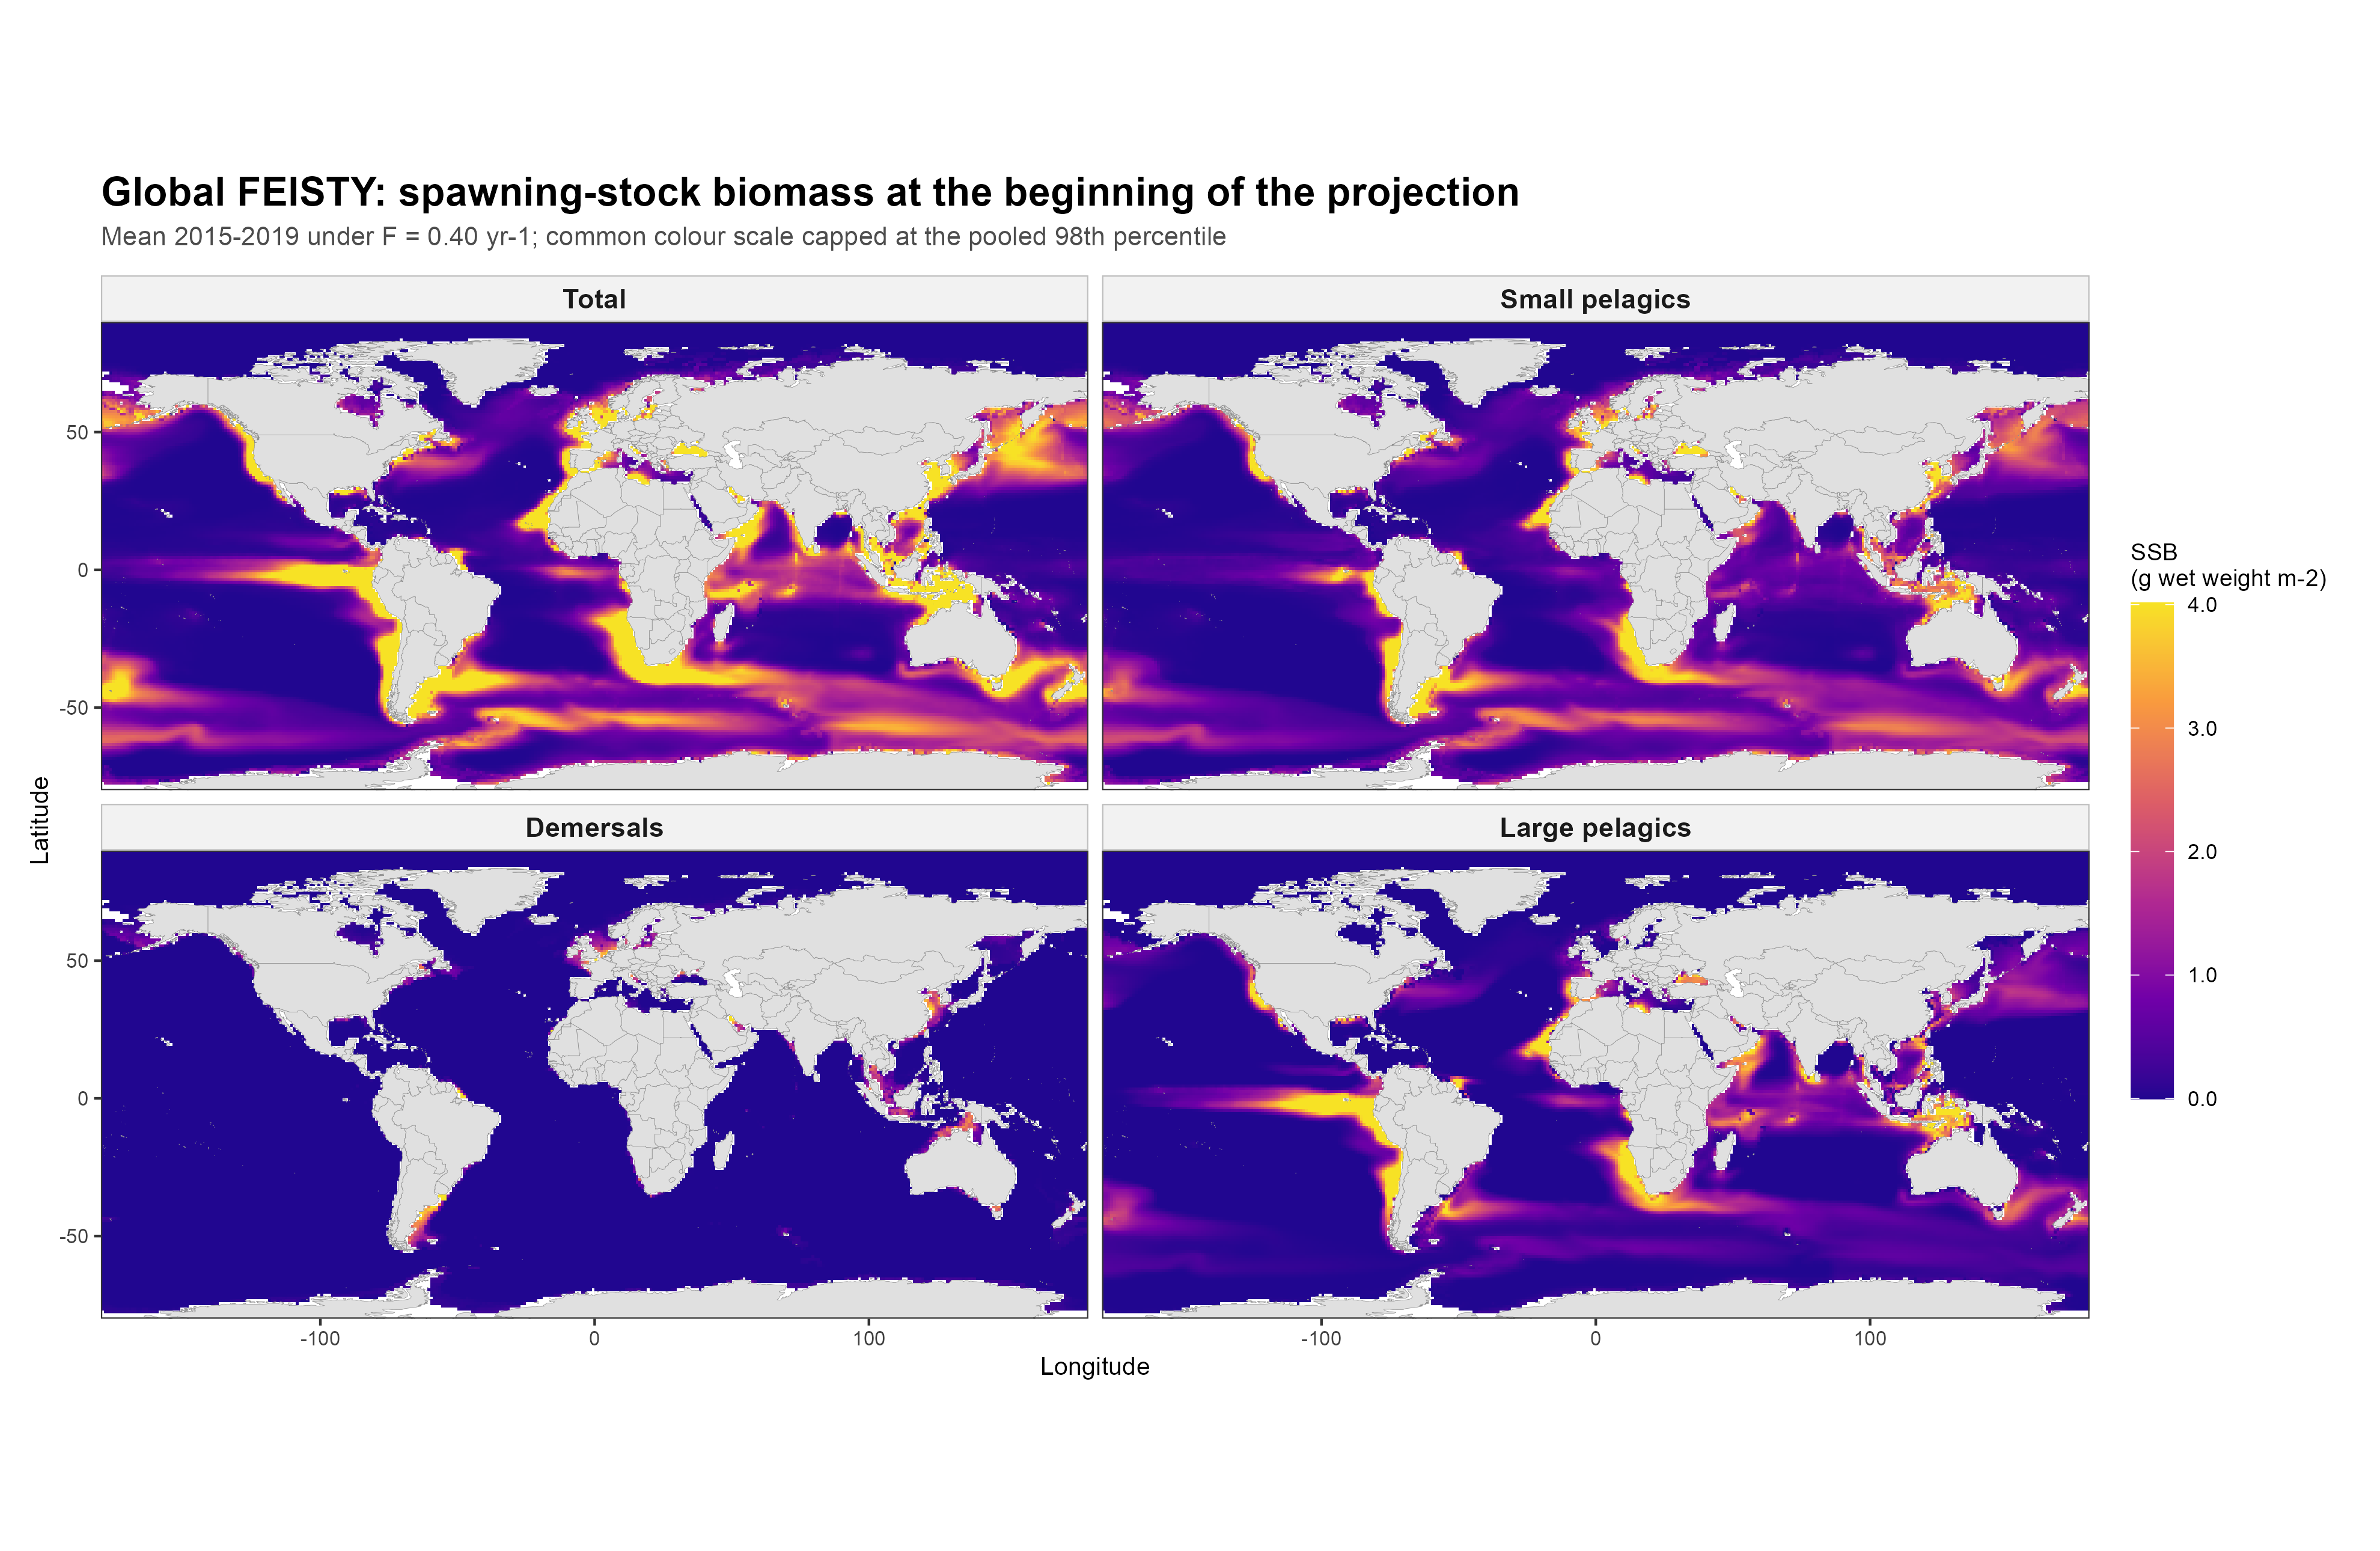 Global FEISTY: spawning-stock biomass at the beginning of the projection
Mean 2015-2019 under F = 0.40 yr-1; common colour scale capped at the pooled 98th percentile
Total
Small pelagics
50
0
-50
Demersals
Large pelagics
50
0
-50
-100
0
100
-100
0
100
Latitude
Longitude
SSB
(g wet weight m-2)
4.0
3.0
2.0
1.0
0.0